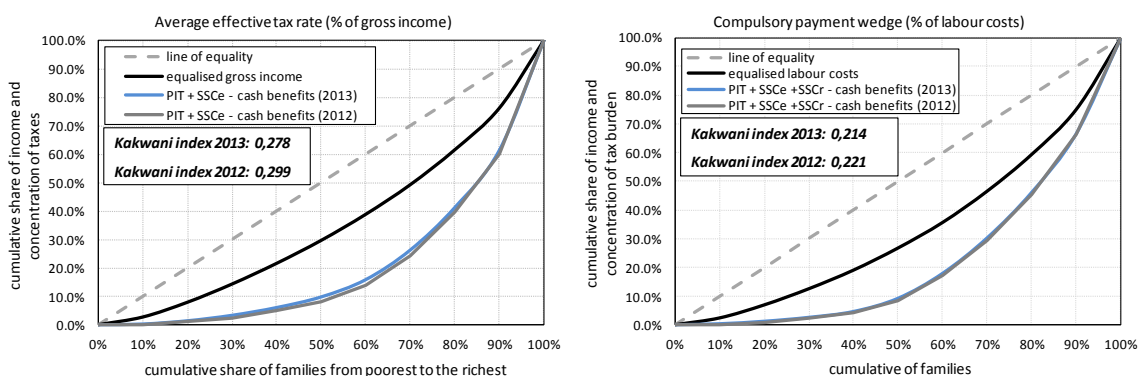 Average effective tax rate (% of gross income)
100.0%
90.0%
80.0%
70.0%
60.0%
50.0%
40.0%
30.0%
20.0%
10.0%
0.0%
cumulative share of income and
concentration of taxes
line of equality
equalised gross income
PIT + SSCe - cash benefits (2013)
PIT + SSCe - cash benefits (2012)
Kakwani index 2013: 0,278
Kakwani index 2012: 0,299
0% 10% 20% 30% 40% 50% 60% 70% 80% 90% 100%
cumulative share of families from poorest to the richest
Compulsory payment wedge (% of labour costs)
100.0%
90.0%
80.0%
70.0%
60.0%
50.0%
40.0%
30.0%
20.0%
10.0%
0.0%
cumulative share of income and
concentration of tax burden
line of equality
equalised labour costs
PIT + SSCe +SSCr - cash benefits (2013)
PIT + SSCe +SSCr - cash benefits (2012)
Kakwani index 2013: 0,214
Kakwani index 2012: 0,221
0% 10% 20% 30% 40% 50% 60% 70% 80% 90% 100%
cumulative of families